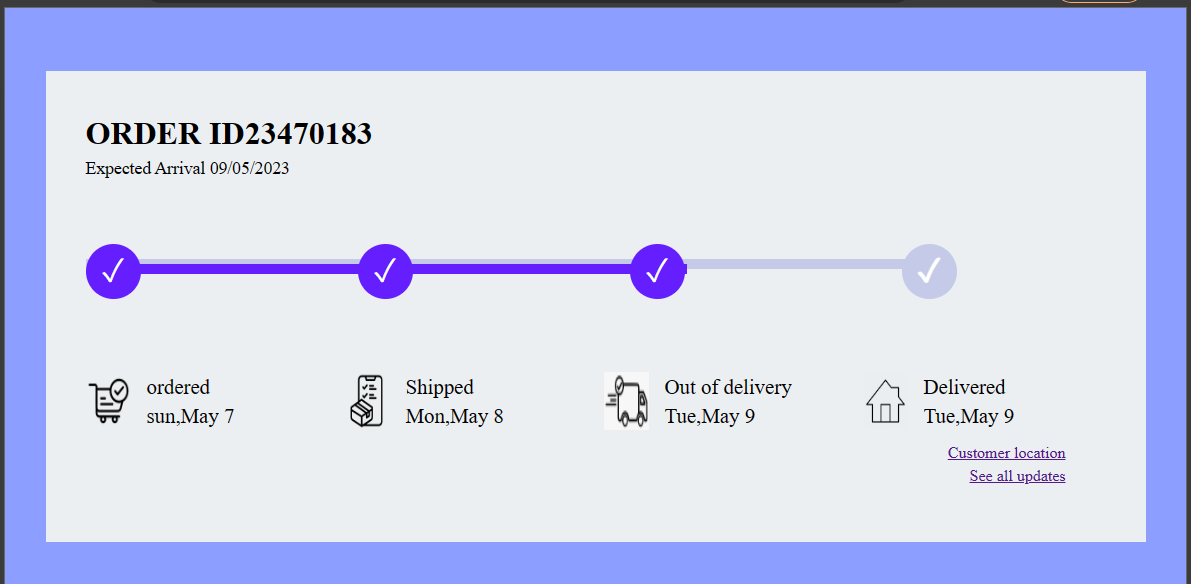 ORDER ID23470183
Expected Arrival 09/05/2023
ordered
sun,May 7
Shipped
Mon,May 8
Out of delivery
Tue,May 9
Delivered
Tue,May 9
Customer location
See all updates